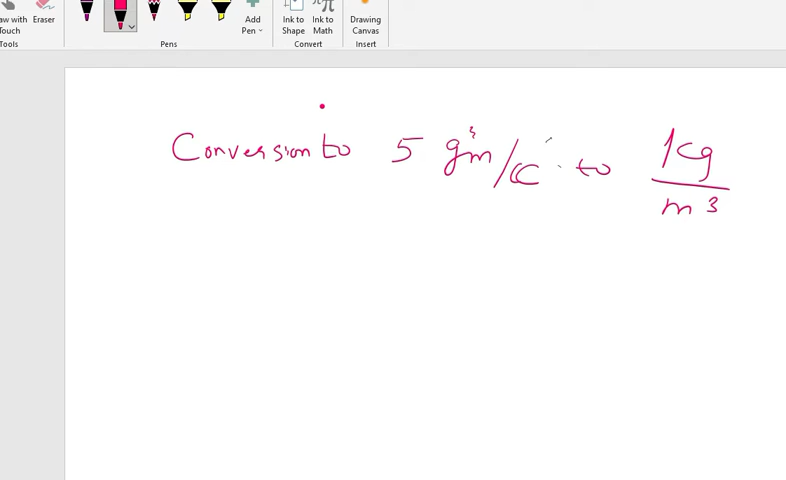 aw with
Touch
Eraser
Tools
Pens
Add
Pen
Ink to
Shape
Ink to
Math
Convert
Drawing
Canvas
Insert
Conversion to 5 gm/cc to kg
m3